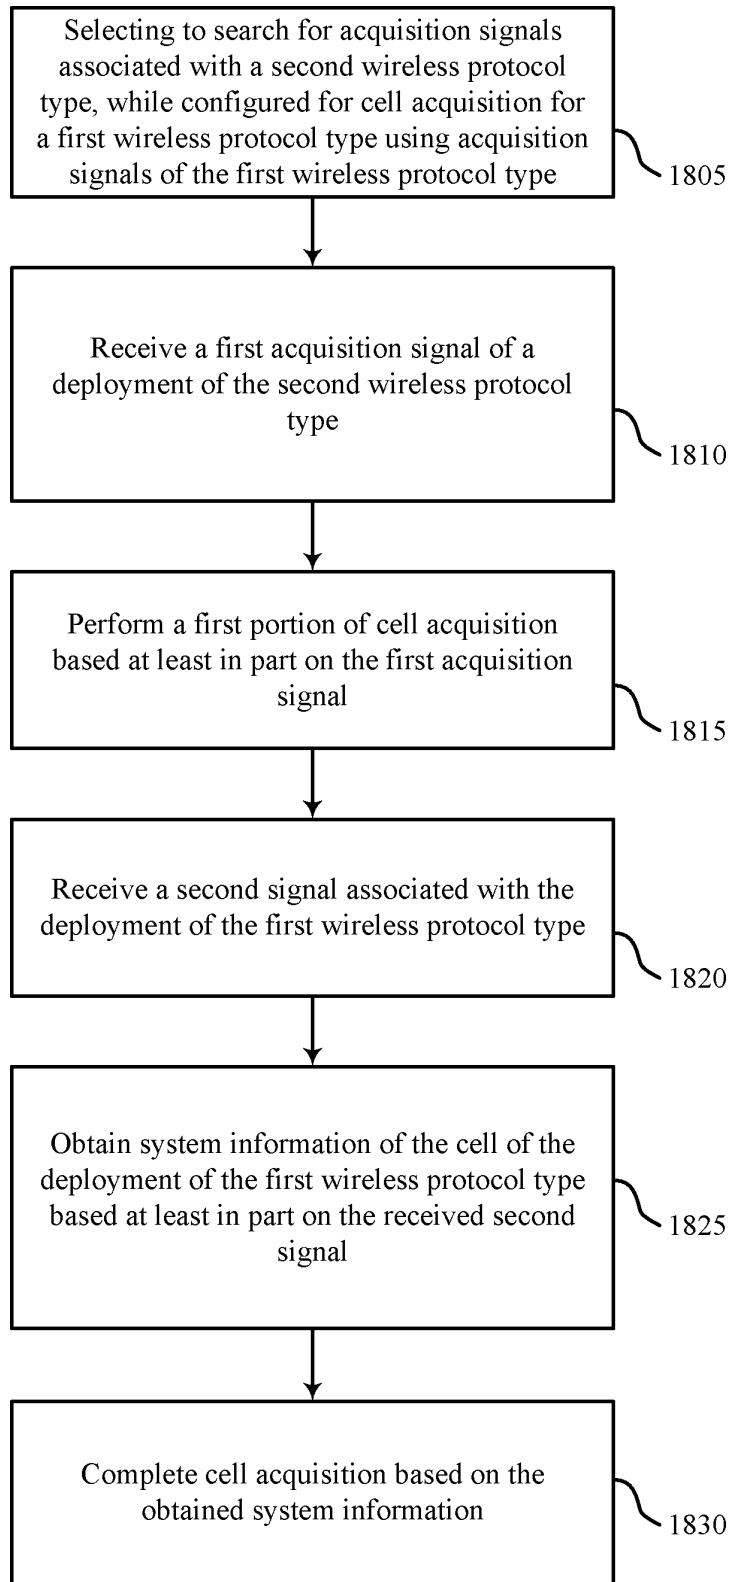 Selecting to search for acquisition signals
associated with a second wireless protocol
type, while configured for cell acquisition for
a first wireless protocol type using acquisition
signals of the first wireless protocol type
1805
Receive a first acquisition signal of a
deployment of the second wireless protocol
type
1810
Perform a first portion of cell acquisition
based at least in part on the first acquisition
signal
1815
Receive a second signal associated with the
deployment of the first wireless protocol type
1820
Obtain system information of the cell of the
deployment of the first wireless protocol type
based at least in part on the received second
signal
1825
Complete cell acquisition based on the
obtained system information
1830